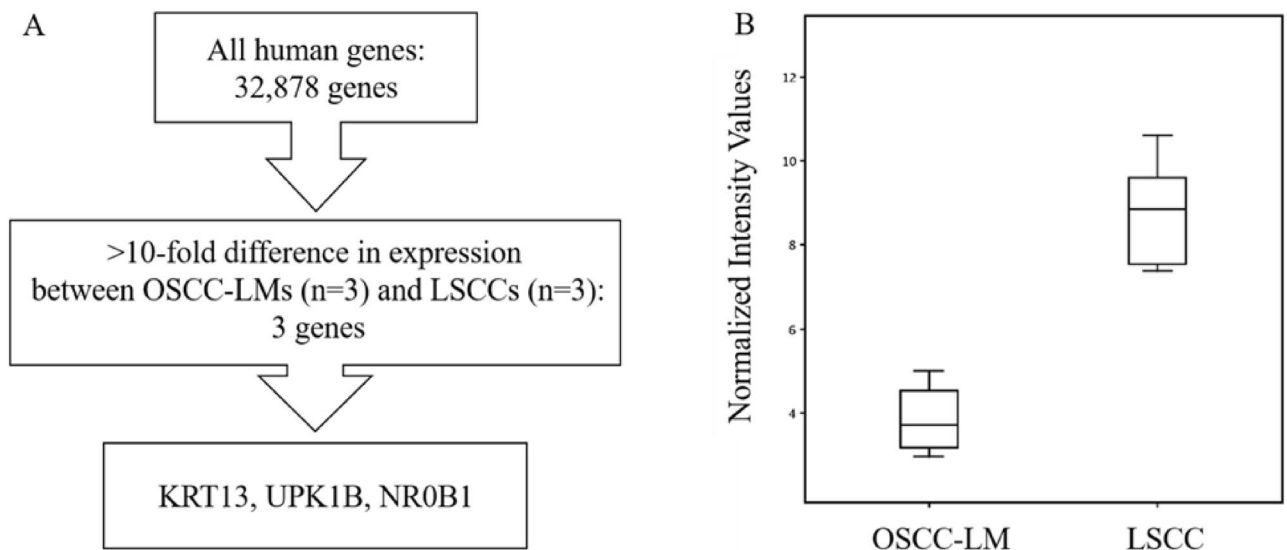 A
All human genes:
32,878 genes
>10-fold difference in expression
between OSCC-LMs (n=3) and LSCCs (n=3):
3 genes
KRT13, UPK1B, NR0B1
B
Normalized Intensity Values
12
10
8
6
4
OSCC-LM
LSCC